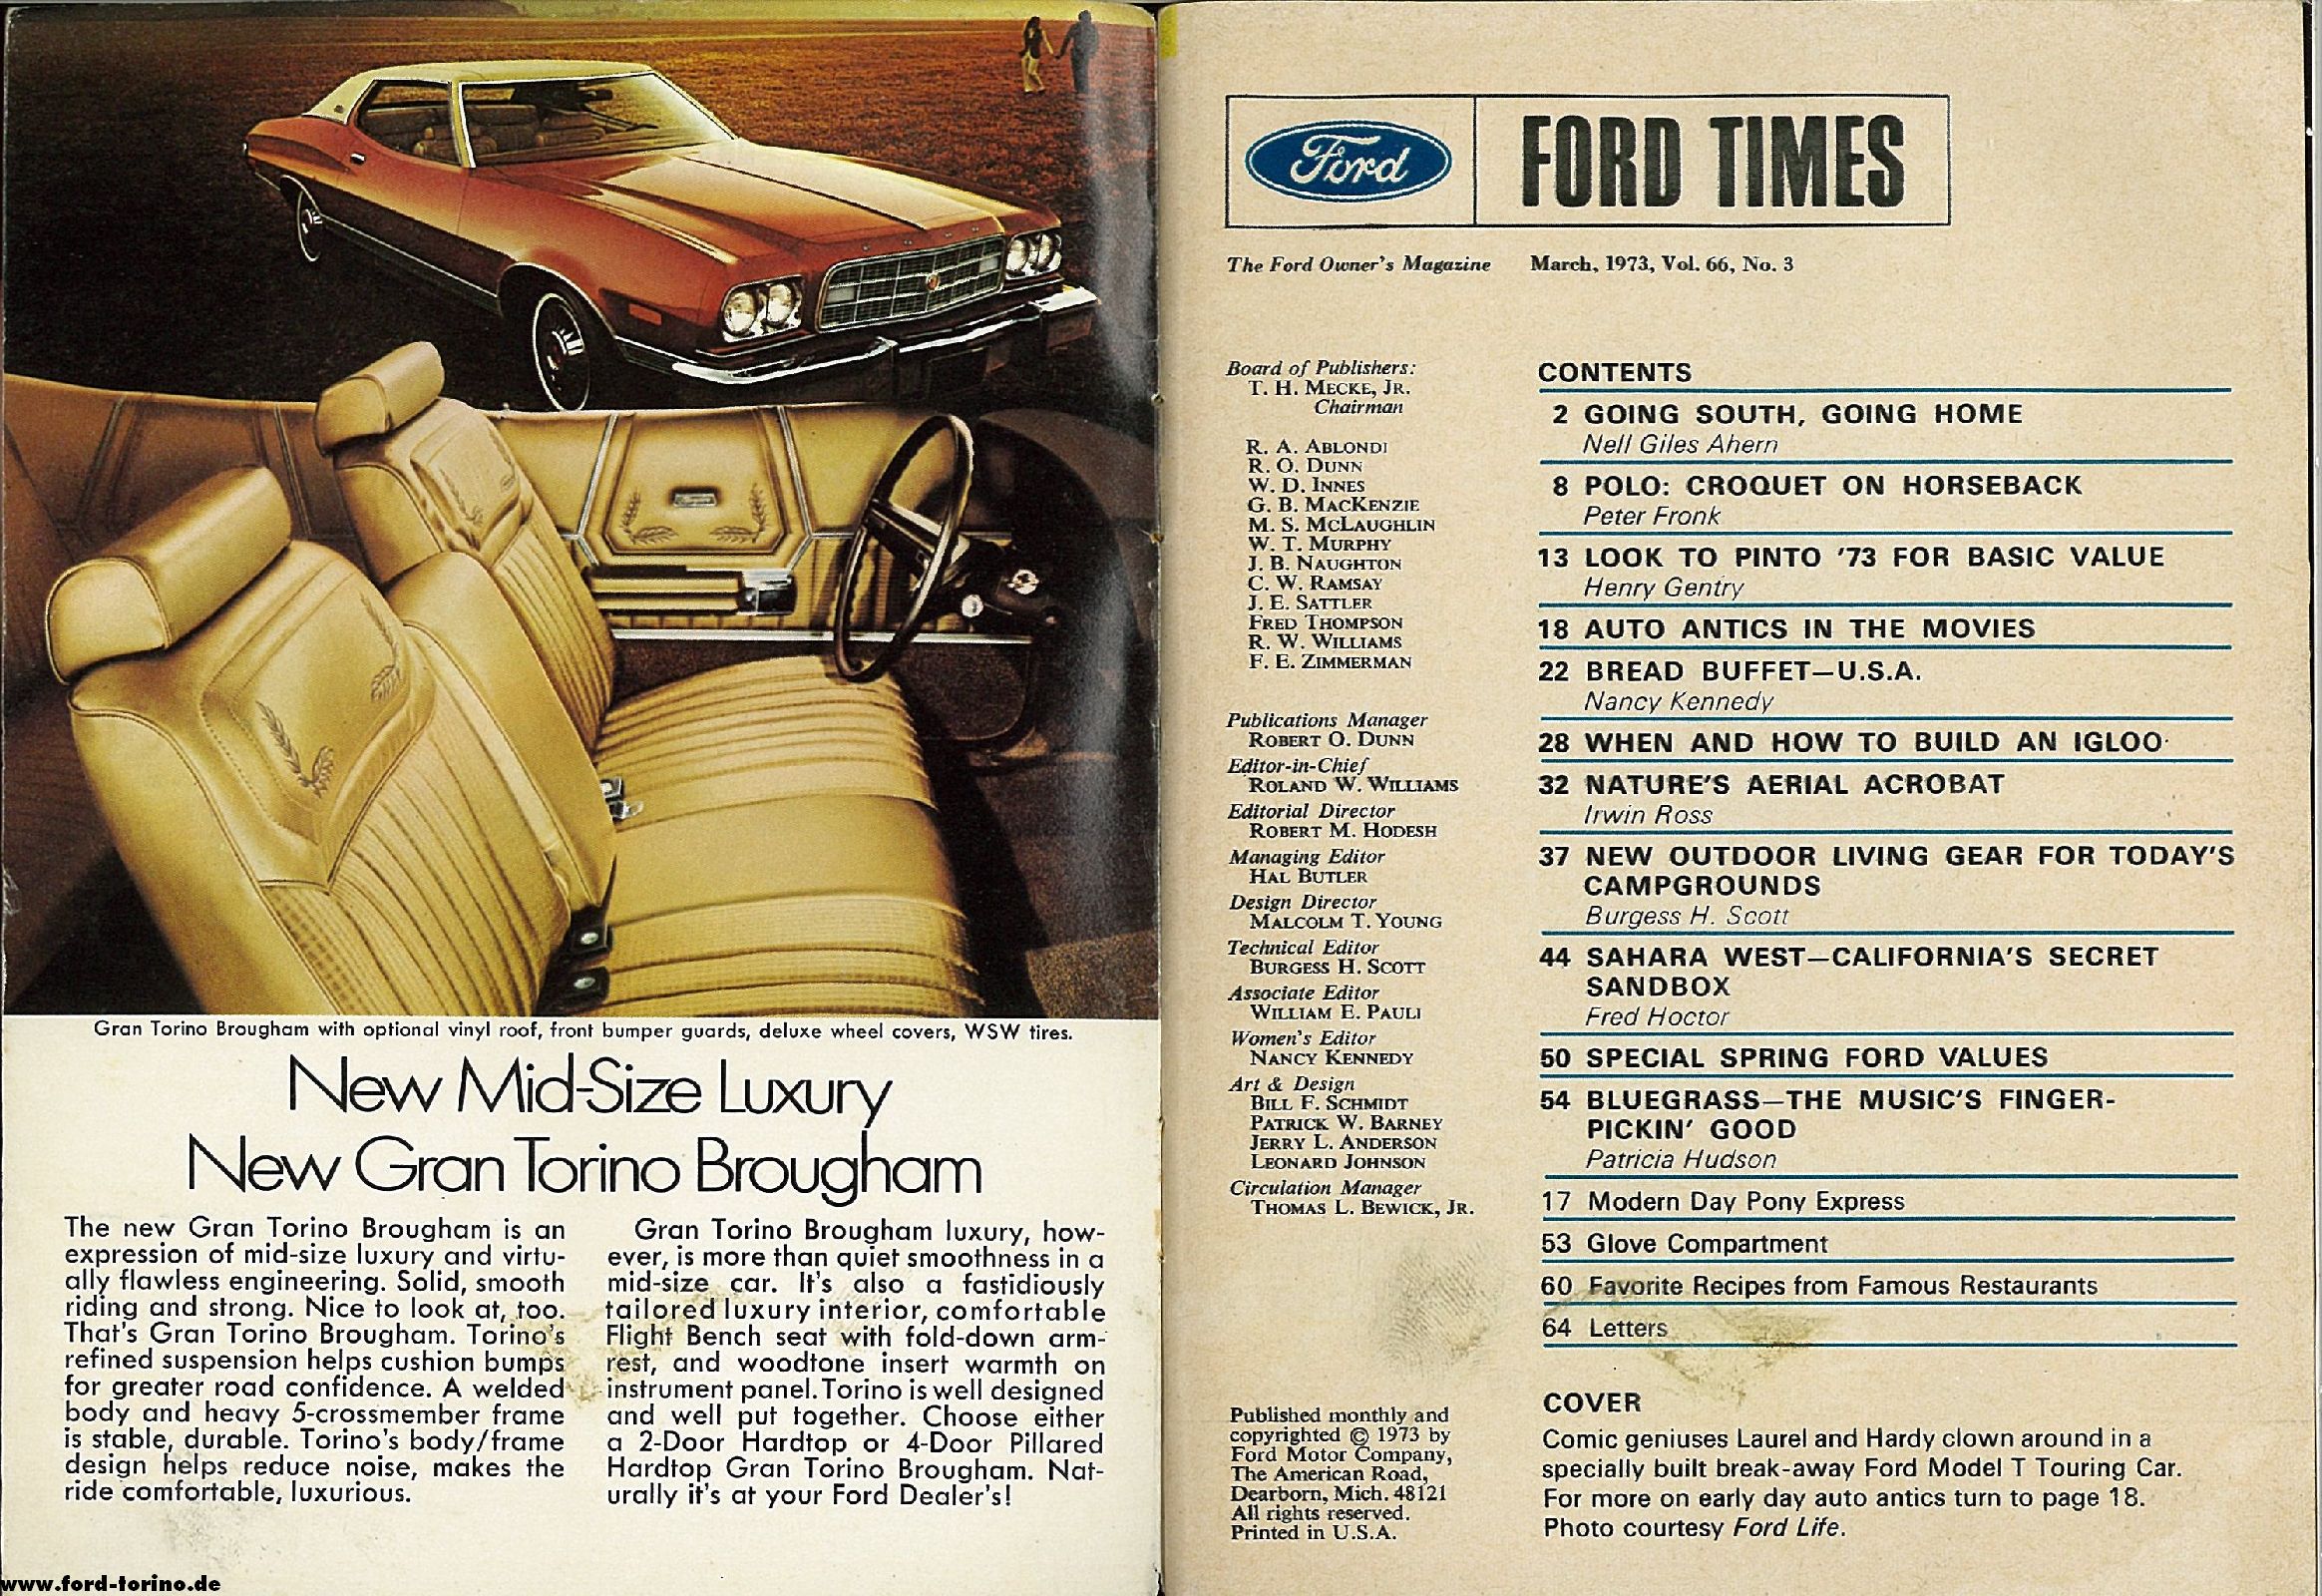 Gran Torino Brougham with optional vinyl roof, front bumper guards, deluxe wheel covers, WSW tires.
New Mid-Size Luxury
New Gran Torino Brougham
The new Gran Torino Brougham is an
expression of mid-size luxury and virtu-
ally flawless engineering. Solid, smooth
riding and strong. Nice to look at, too.
That's Gran Torino Brougham. Torino's
refined suspension helps cushion bumps
for greater road confidence. A welded
body and heavy 5-crossmember frame
is stable, durable. Torino's body/frame
design helps reduce noise, makes the
ride comfortable, luxurious.
Gran Torino Brougham luxury, how-
ever, is more than quiet smoothness in a
mid-size car. It's also a fastidiously
tailored luxury interior, comfortable
Flight Bench seat with fold-down arm-
rest, and woodtone insert warmth on
instrument panel. Torino is well designed
and well put together. Choose either
a 2-Door Hardtop or 4-Door Pillared
Hardtop Gran Torino Brougham. Nat-
urally it's at your Ford Dealer's!
www.ford-torino.de
Ford
FORD TIMES
The Ford Owner's Magazine March, 1973, Vol. 66, No. 3
Board of Publishers:
T. H. MECKE, JR.
Chairman
R. A. ABLONDI
R. O. DUNN
W. D. INNES
G. B. MACKENZIE
M. S. MCLAUGHLIN
W. T. MURPHY
J. B. NAUGHTON
C. W. RAMSAY
J. E. SATTLER
FRED THOMPSON
R. W. WILLIAMS
F. E. ZIMMERMAN
Publications Manager
ROBERT O. DUNN
Editor-in-Chief
ROLAND W. WILLIAMS
Editorial Director
ROBERT M. HODESH
Managing Editor
HAL BUTLER
Design Director
MALCOLM T. YOUNG
Technical Editor
BURGESS H. SCOTT
Associate Editor
WILLIAM E. PAULI
Women's Editor
NANCY KENNEDY
Art & Design
BILL F. SCHMIDT
PATRICK W. BARNEY
JERRY L. ANDERSON
LEONARD JOHNSON
Circulation Manager
THOMAS L. BEWICK, JR.
Published monthly and
copyrighted © 1973 by
Ford Motor Company,
The American Road,
Dearborn, Mich. 48121
All rights reserved.
Printed in U.S.A.
CONTENTS
2 GOING SOUTH, GOING HOME
Nell Giles Ahern
8 POLO: CROQUET ON HORSEBACK
Peter Fronk
13 LOOK TO PINTO '73 FOR BASIC VALUE
Henry Gentry
18 AUTO ANTICS IN THE MOVIES
22 BREAD BUFFET—U.S.A.
Nancy Kennedy
28 WHEN AND HOW TO BUILD AN IGLOO
32 NATURE'S AERIAL ACROBAT
Irwin Ross
37 NEW OUTDOOR LIVING GEAR FOR TODAY'S
CAMPGROUNDS
Burgess H. Scott
44 SAHARA WEST—CALIFORNIA'S SECRET
SANDBOX
Fred Hoctor
50 SPECIAL SPRING FORD VALUES
54 BLUEGRASS—THE MUSIC'S FINGER-
PICKIN' GOOD
Patricia Hudson
17 Modern Day Pony Express
53 Glove Compartment
60 Favorite Recipes from Famous Restaurants
64 Letters
COVER
Comic geniuses Laurel and Hardy clown around in a
specially built break-away Ford Model T Touring Car.
For more on early day auto antics turn to page 18.
Photo courtesy Ford Life.